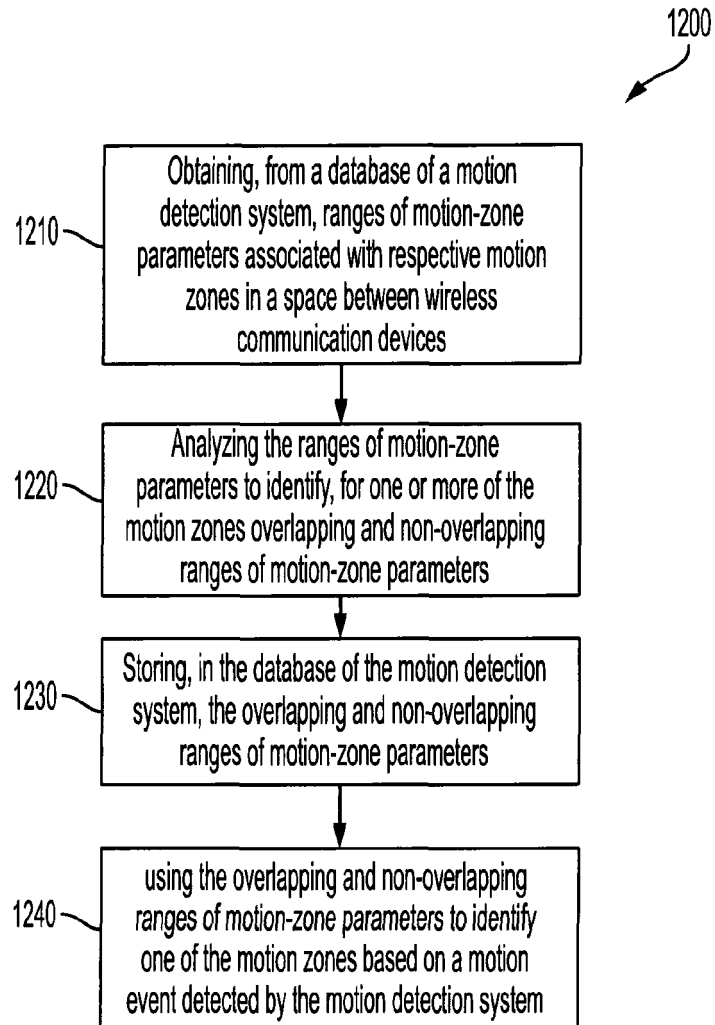 1200
1210
Obtaining, from a database of a motion
detection system, ranges of motion-zone
parameters associated with respective motion
zones in a space between wireless
communication devices
1220
Analyzing the ranges of motion-zone
parameters to identify, for one or more of the
motion zones overlapping and non-overlapping
ranges of motion-zone parameters
1230
Storing, in the database of the motion detection
system, the overlapping and non-overlapping
ranges of motion-zone parameters
1240
using the overlapping and non-overlapping
ranges of motion-zone parameters to identify
one of the motion zones based on a motion
event detected by the motion detection system